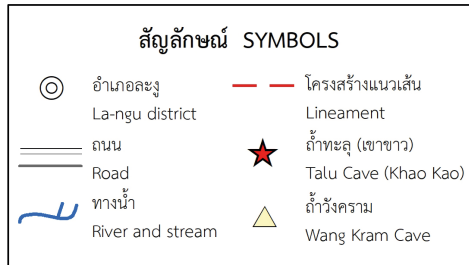 สัญลักษณ์ SYMBOLS
อำเภอละงู
La-ngu district
ถนน
Road
ทางน้ำ
River and stream
โครงสร้างแนวเส้น
Lineament
ถ้ำทะลุ (เขาขาว)
Talu Cave (Khao Kao)
ถ้ำวังคราม
Wang Kram Cave